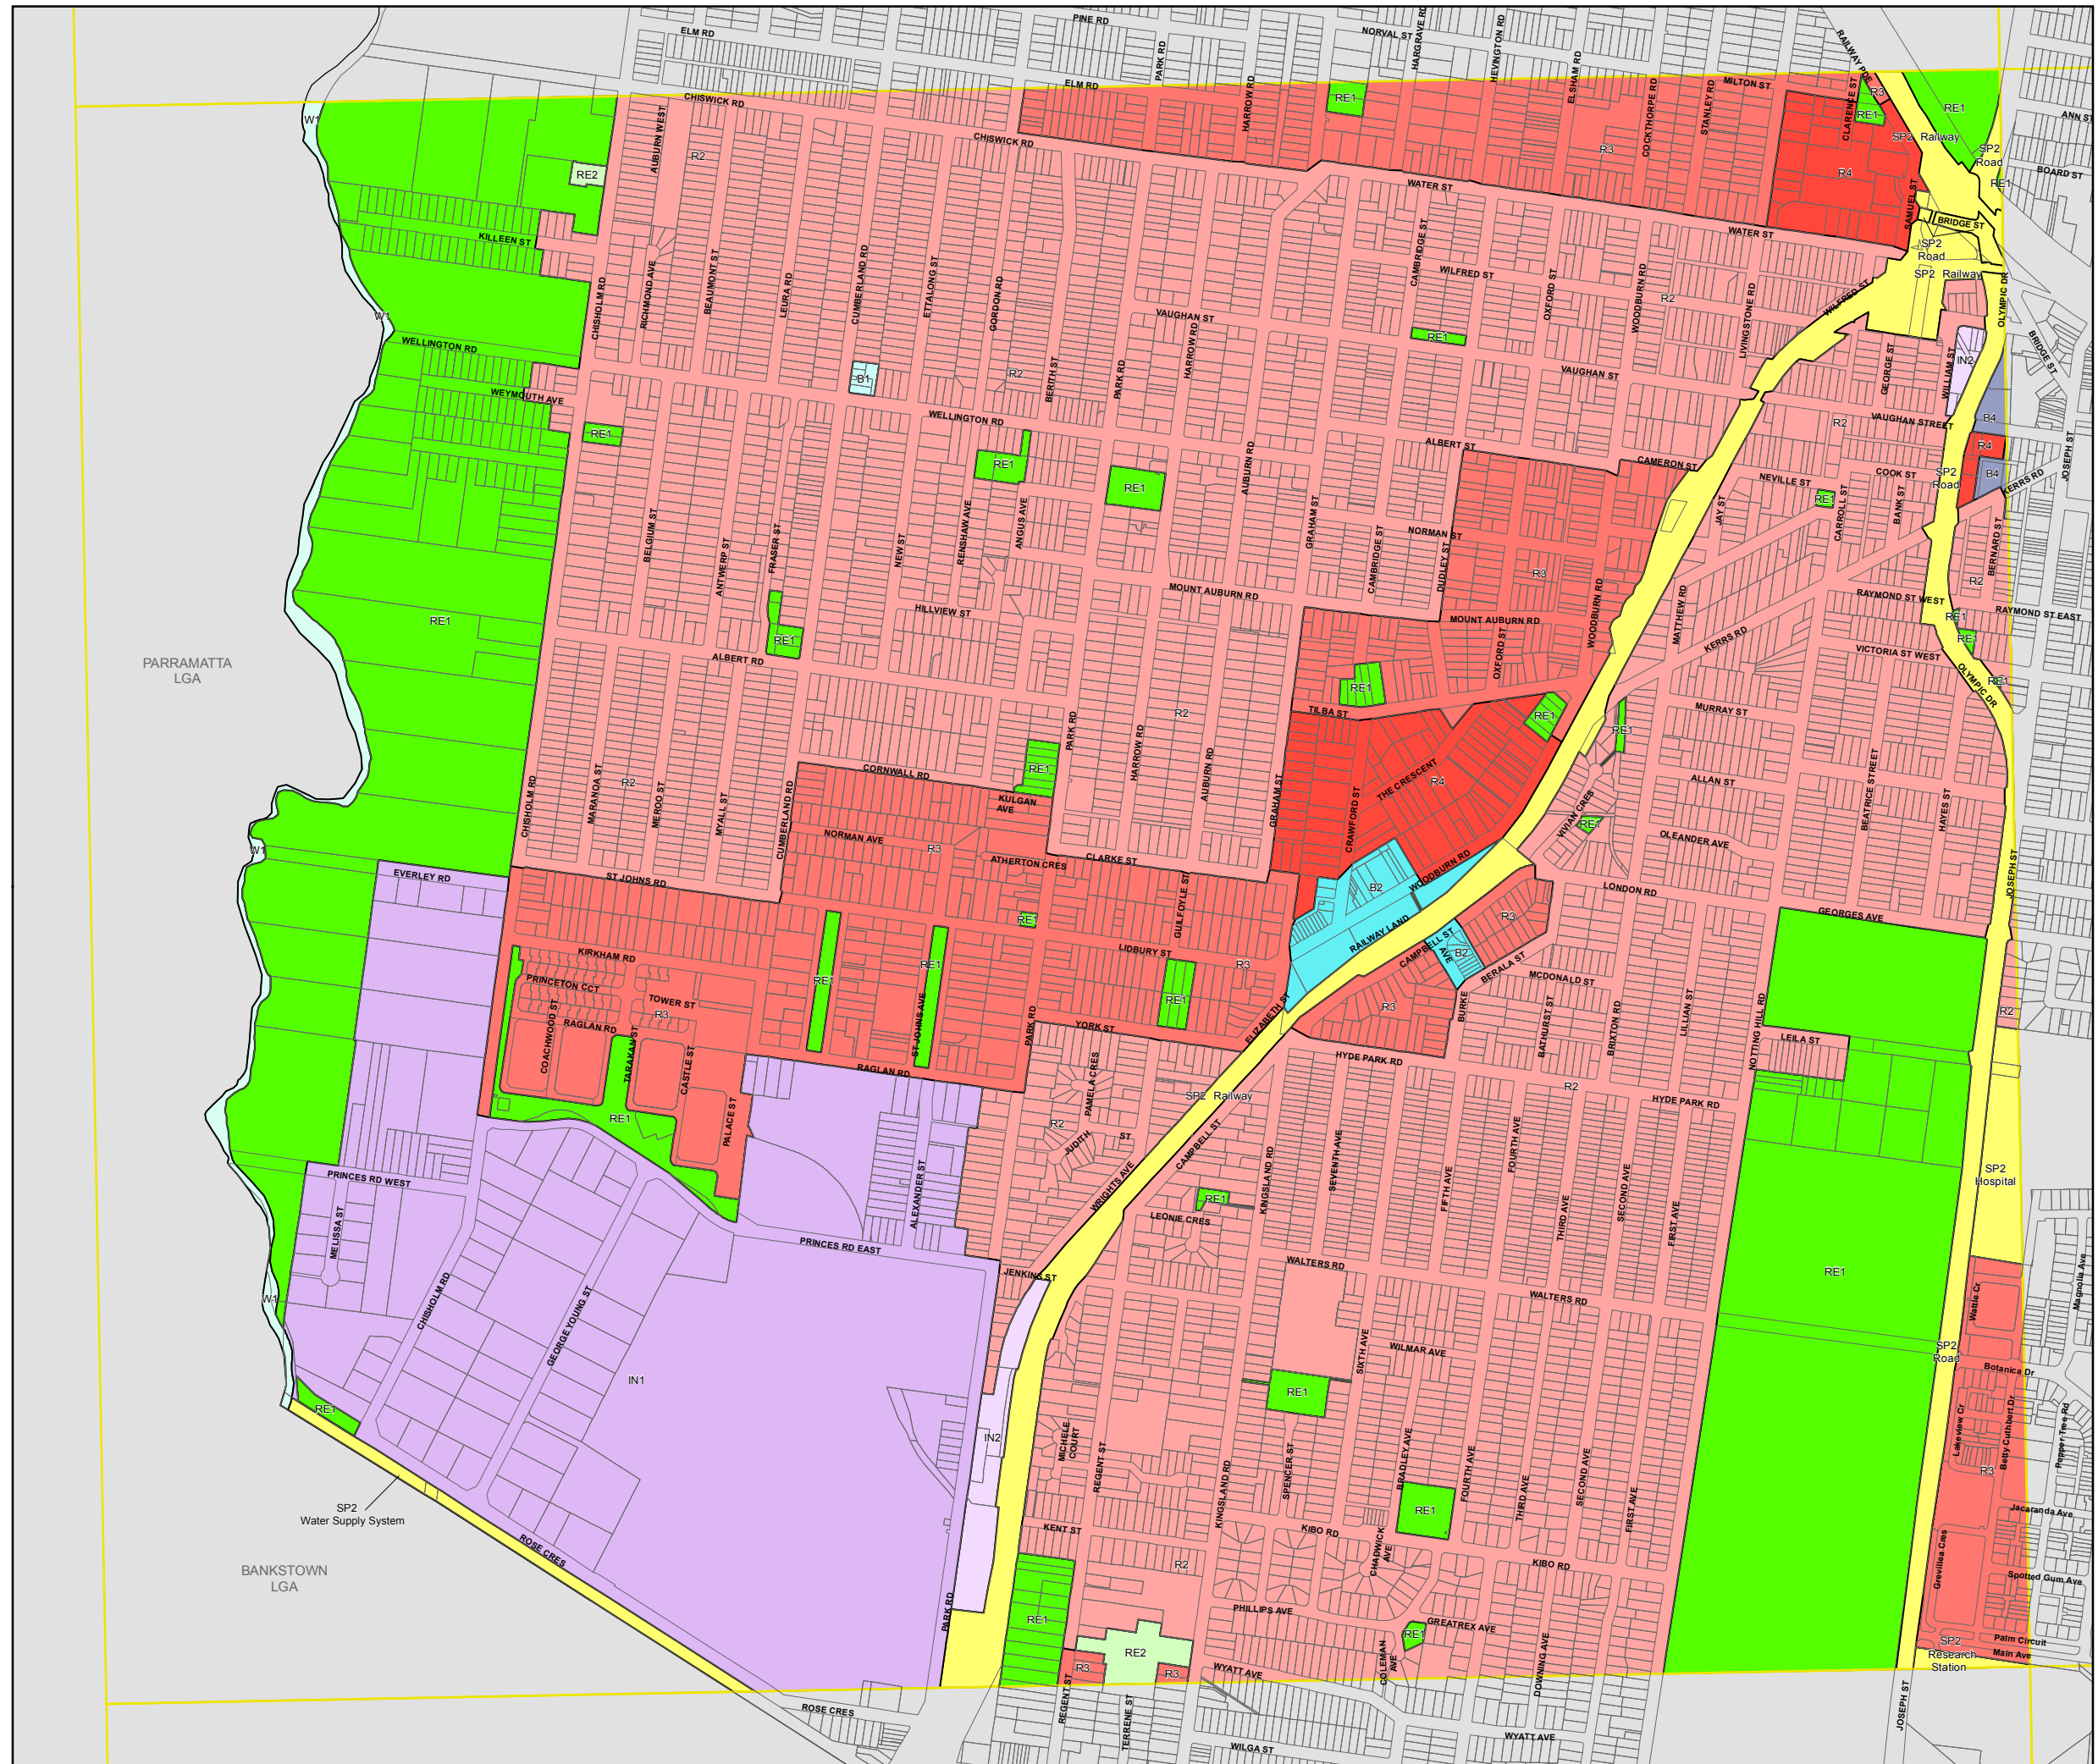 PINE RD
ELM RD
PARK RD
NORVAL ST
HARGRAVE RD
HEVINGTON RD
ELSHAM RD
RAILWAY PDE
MILTON ST
ELM RD
CHISWICK RD
HARROW RD
RE1
COCKTHORPE RD
STANLEY RD
CLARENCE ST
R3
RE1
RE1
ANN ST
W1
AUBURN WEST
R2
CHISWICK RD
R3
SP2 Railway
SP2
Road
BOARD ST
RE2
WATER ST
R4
RE1
SAMUEL ST
BRIDGE ST
KILLEEN ST
WATER ST
SP2
Road
SP2 Railway
CHISHOLM RD
RICHMOND AVE
BEAUMONT ST
LEURA RD
CUMBERLAND RD
ETTALONG ST
GORDON RD
CAMBRIDGE ST
WILFRED ST
OXFORD ST
WOODBURN RD
R2
LIVINGSTONE RD
WILFRED ST
OLYMPIC DR
W1
VAUGHAN ST
HARROW RD
RE1
BRIDGE ST
WELLINGTON RD
B1
R2
BERITH ST
PARK RD
VAUGHAN ST
GEORGE ST
WILLIAM ST
IN2
WEYMOUTH AVE
RE1
WELLINGTON RD
RE1
ALBERT ST
CAMERON ST
R2
VAUGHAN STREET
B4
R4
JOSEPH ST
RE1
AUBURN RD
NEVILLE ST
COOK ST
SP2
Road
B4
KERRS RD
RE1
BELGIUM ST
ANTWERP ST
FRASER ST
NEW ST
RENSHAW AVE
ANGUS AVE
GRAHAM ST
CAMBRIDGE ST
NORMAN ST
DUDLEY ST
R3
JAY ST
CARROLL ST
BANK ST
BERNARD ST
R2
HILLVIEW ST
MOUNT AUBURN RD
WOODBURN RD
MATTHEW RD
RAYMOND ST WEST
RE1
RAYMOND ST EAST
RE1
RE1
ALBERT RD
MOUNT AUBURN RD
OXFORD ST
KERRS RD
VICTORIA ST WEST
RE1
OLYMPIC DR
RE1
PARRAMATTA
LGA
RE1
TILBA ST
RE1
RE1
MURRAY ST
R2
PARK RD
HARROW RD
AUBURN RD
CHISHOLM RD
MARANOA ST
R2
MEROO ST
MYALL ST
CUMBERLAND RD
CORNWALL RD
RE1
KULGAN
AVE
GRAHAM ST
CRAWFORD ST
THE CRESCENT
R4
ALLAN ST
BEATRICE STREET
HAYES ST
NORMAN AVE
R3
ATHERTON CRES
CLARKE ST
VIVIAN CRES
RE1
OLEANDER AVE
JOSEPH ST
W1
EVERLEY RD
ST JOHNS RD
GUILFOYLE ST
B2
WOODBURN RD
LONDON RD
GEORGES AVE
RE1
RAILWAY LAND
R3
KIRKHAM RD
RE1
LIDBURY ST
R3
CAMPBELL ST
AVE
B2
BERALA ST
PRINCETON CCT
RE1
RE1
MCDONALD ST
COACHWOOD ST
TOWER ST
R3
RAGLAN RD
ST JOHNS AVE
PARK RD
YORK ST
ELIZABETH ST
R3
BURKE
BATHURST ST
BRIXTON RD
LILLIAN ST
NOTTING HILL RD
LEILA ST
R2
TARAKAN ST
CASTLE ST
RAGLAN RD
PAMELA CRES
HYDE PARK RD
R2
HYDE PARK RD
RE1
PALACE ST
SP2 Railway
R2
JUDITH ST
CAMPBELL ST
PRINCES RD WEST
MELISSA ST
ALEXANDER ST
WRIGHTS AVE
RE1
KINGSLAND RD
SEVENTH AVE
FIFTH AVE
FOURTH AVE
THIRD AVE
SECOND AVE
FIRST AVE
SP2
Hospital
LEONIE CRES
PRINCES RD EAST
JENKINS ST
WALTERS RD
WALTERS RD
RE1
W1
CHISHOLM RD
GEORGE YOUNG ST
IN1
SIXTH AVE
WILMAR AVE
Wattle Cr
Magnolia Ave
SP2
Road
Botanica Dr
RE1
RE1
IN2
MICHELE
COURT
REGENT ST
KINGSLAND RD
SPENCER ST
BRADLEY AVE
FOURTH AVE
THIRD AVE
SECOND AVE
FIRST AVE
Lakeview Cr
Betty Cuthbert Dr
Pepper Tree Rd
R3
SP2
Water Supply System
RE1
Jacaranda Ave
ROSE CRES
KENT ST
KIBO RD
CHADWICK
AVE
KIBO RD
R2
BANKSTOWN
LGA
Grevillea Cres
Spotted Gum Ave
PARK RD
RE1
PHILLIPS AVE
RE1
GREATREX AVE
RE2
R3
R3
WYATT AVE
COLEMAN
AVE
DOWNING AVE
SP2
Research
Station
Palm Circuit
Main Ave
ROSE CRES
REGENT ST
TERRENE ST
WILGA ST
WYATT AVE
JOSEPH ST